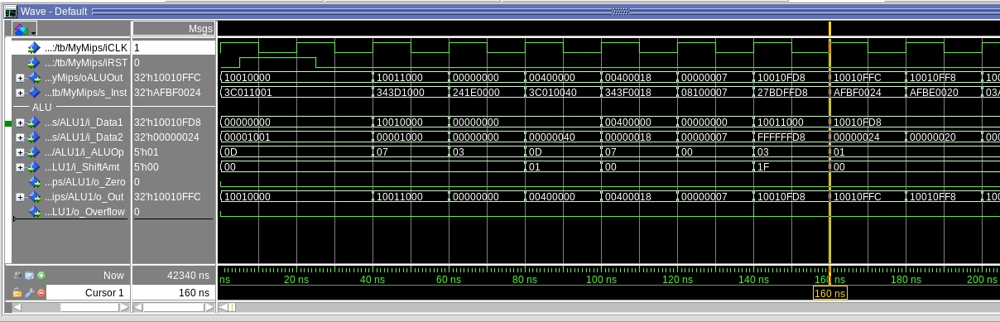 Wave - Default
Msgs
...:/tb/MyMips/iCLK 1
...:/tb/MyMips/iRST 0
...yMips/oALUOut 32'h10010FFC 10010000 10011000 00000000 00400000 00400018 00000007 10010FD8 10010FFC 10010FF8 100
...tb/MyMips/s_Inst 32'hAFBF0024 3C011001 343D1000 241E0000 3C010040 343F0018 08100007 27BDFFD8 AFBF0024 AFBE0020 03A
ALU
...s/ALU1/i_Data1 32'h10010FD8 00000000 10010000 00000000 00400000 00000000 10011000 10010FD8
...s/ALU1/i_Data2 32'h00000024 00001001 00001000 00000000 00000040 00000018 00000007 FFFFFFD8 00000024 00000020 000
.../ALU1/i_ALUOp 5'h01 0D 07 03 0D 07 00 03 01
...LU1/i_ShiftAmt 5'h00 00 01 00 1F 00
...ps/ALU1/o_Zero 0
...ips/ALU1/o_Out 32'h10010FFC 10010000 10011000 00000000 00400000 00400018 00000007 10010FD8 10010FFC 10010FF8 100
...LU1/o_Overflow 0
Now 42340 ns ns 20 ns 40 ns 60 ns 80 ns 100 ns 120 ns 140 ns 160 ns 180 ns 200 ns
Cursor 1 160 ns 160 ns